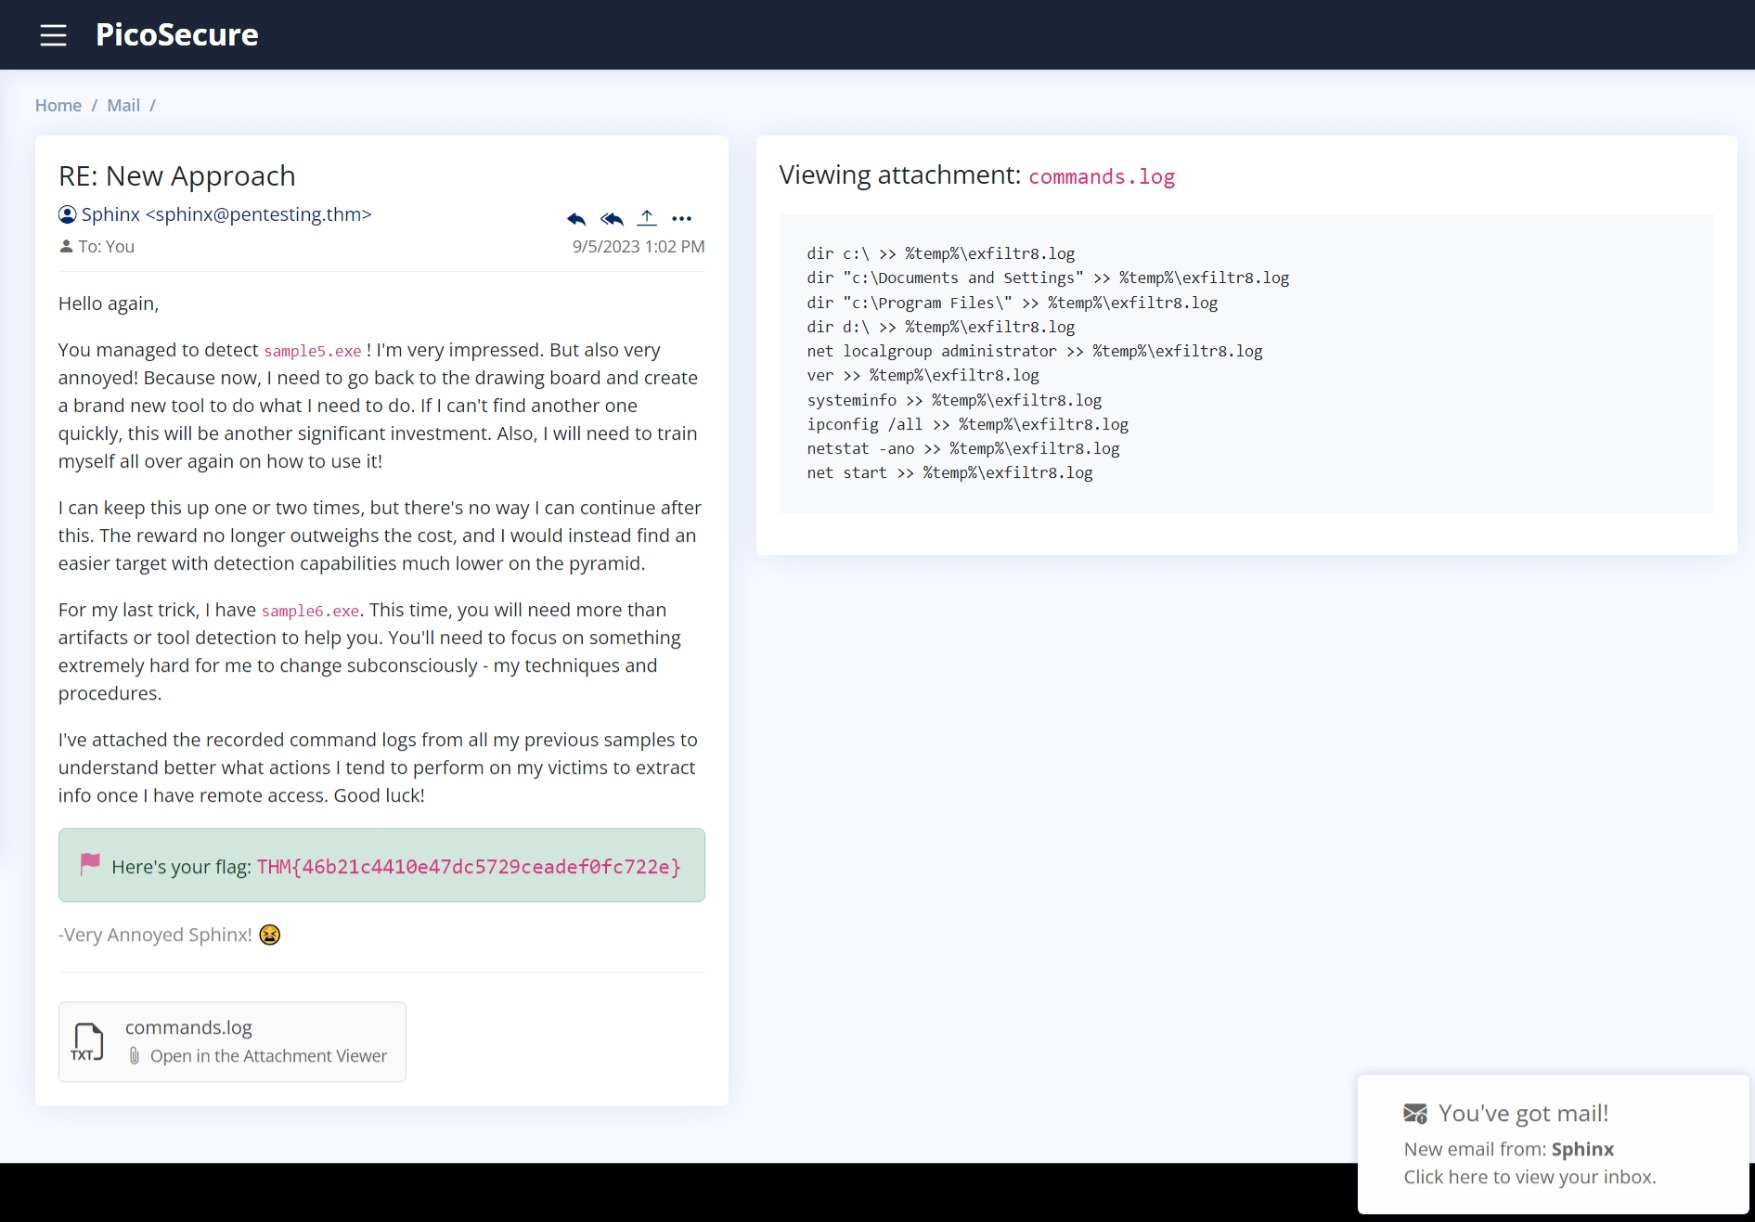 PicoSecure
Home / Mail /
RE: New Approach
Sphinx <sphinx@pentesting.thm>
To: You
9/5/2023 1:02 PM
Hello again,
You managed to detect sample5.exe ! I'm very impressed. But also very
annoyed! Because now, I need to go back to the drawing board and create
a brand new tool to do what I need to do. If I can't find another one
quickly, this will be another significant investment. Also, I will need to train
myself all over again on how to use it!
I can keep this up one or two times, but there's no way I can continue after
this. The reward no longer outweighs the cost, and I would instead find an
easier target with detection capabilities much lower on the pyramid.
For my last trick, I have sample6.exe. This time, you will need more than
artifacts or tool detection to help you. You'll need to focus on something
extremely hard for me to change subconsciously - my techniques and
procedures.
I've attached the recorded command logs from all my previous samples to
understand better what actions I tend to perform on my victims to extract
info once I have remote access. Good luck!
Here's your flag: THM{46b21c4410e47dc5729ceadef0fc722e}
-Very Annoyed Sphinx!
TXT
commands.log
Open in the Attachment Viewer
Viewing attachment: commands.log
dir c:\ >> %temp%\exfiltr8.log
dir "c:\Documents and Settings" >> %temp%\exfiltr8.log
dir "c:\Program Files\" >> %temp%\exfiltr8.log
dir d:\ >> %temp%\exfiltr8.log
net localgroup administrator >> %temp%\exfiltr8.log
ver >> %temp%\exfiltr8.log
systeminfo >> %temp%\exfiltr8.log
ipconfig /all >> %temp%\exfiltr8.log
netstat -ano >> %temp%\exfiltr8.log
net start >> %temp%\exfiltr8.log
You've got mail!
New email from: Sphinx
Click here to view your inbox.